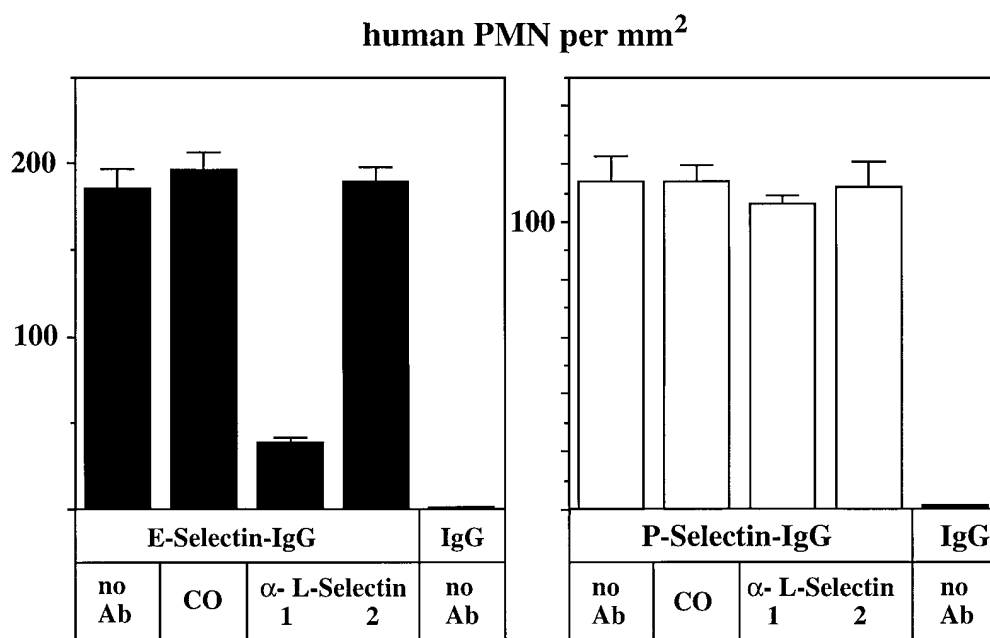 human PMN per mm²
200
100
E-Selectin-IgG IgG
no Ab CO α- L-Selectin 1 2 no Ab
100
P-Selectin-IgG IgG
no Ab CO α- L-Selectin 1 2 no Ab